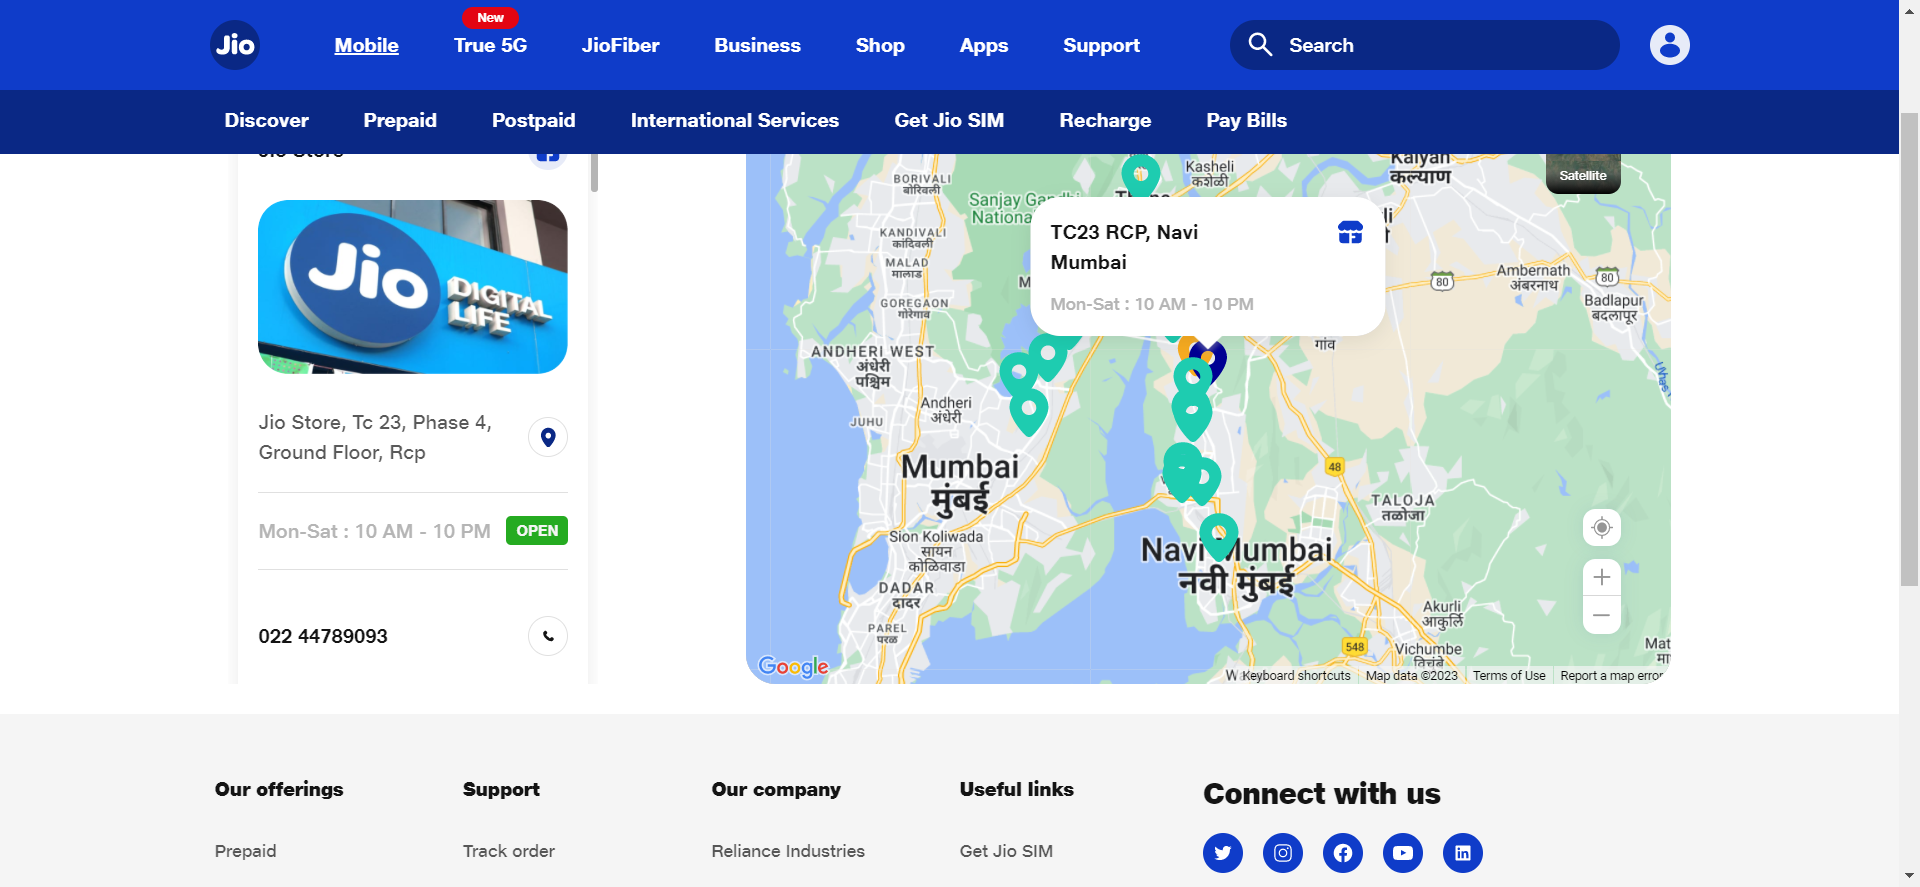 Jio
Mobile
New
True 5G
JioFiber
Business
Shop
Apps
Support
Search
Discover
Prepaid
Postpaid
International Services
Get Jio SIM
Recharge
Pay Bills
Jio Store
Jio
DIGITAL
LIFE
Jio Store, Tc 23, Phase 4,
Ground Floor, Rcp
Mon-Sat : 10 AM - 10 PM
OPEN
022 44789093
BORIVALI
बोरिवली
Sanjay Gandhi
National
KANDIVALI
कांदिवली
MALAD
मालाड
GOREGAON
गोरेगाव
ANDHERI WEST
अंधेरी
पश्चिम
Andheri
अंधेरी
JUHU
Mumbai
मुंबई
Sion Koliwada
सायन
कोळिवाडा
DADAR
दादर
PAREL
परळ
Kasheli
कशेळी
Kalyan
कल्याण
Satellite
TC23 RCP, Navi
Mumbai
Mon-Sat : 10 AM - 10 PM
80
Ambernath
अंबरनाथ
80
Badlapur
बदलापूर
गांव
Ulhas
48
TALOJA
तळोजा
Navi Mumbai
नवी मुंबई
Akurli
आकुर्लि
548
Vichumbe
विचुंबे
Google
Keyboard shortcuts
Map data ©2023
Terms of Use
Report a map error
Our offerings
Support
Our company
Useful links
Connect with us
Prepaid
Track order
Reliance Industries
Get Jio SIM